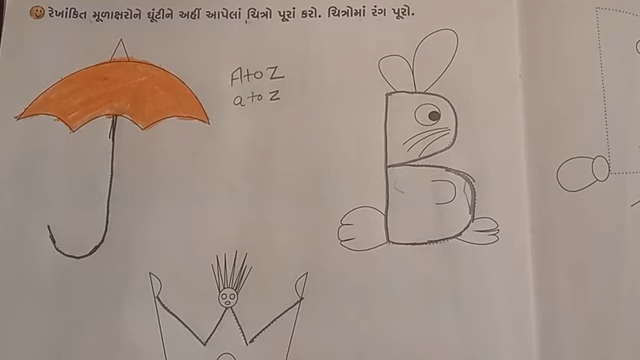 રેખાંકિત મૂળાક્ષરોને ઘૂંટીને અહીં આપેલાં ચિત્રો પૂરાં કરો. ચિત્રોમાં રંગ પૂરો.
A to Z
a to z